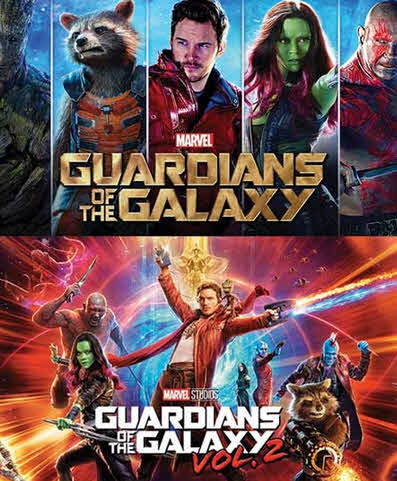 MARVEL
GUARDIANS
OF THE GALAXY
MARVEL STUDIOS
GUARDIANS
OF THE GALAXY
VOL. 2